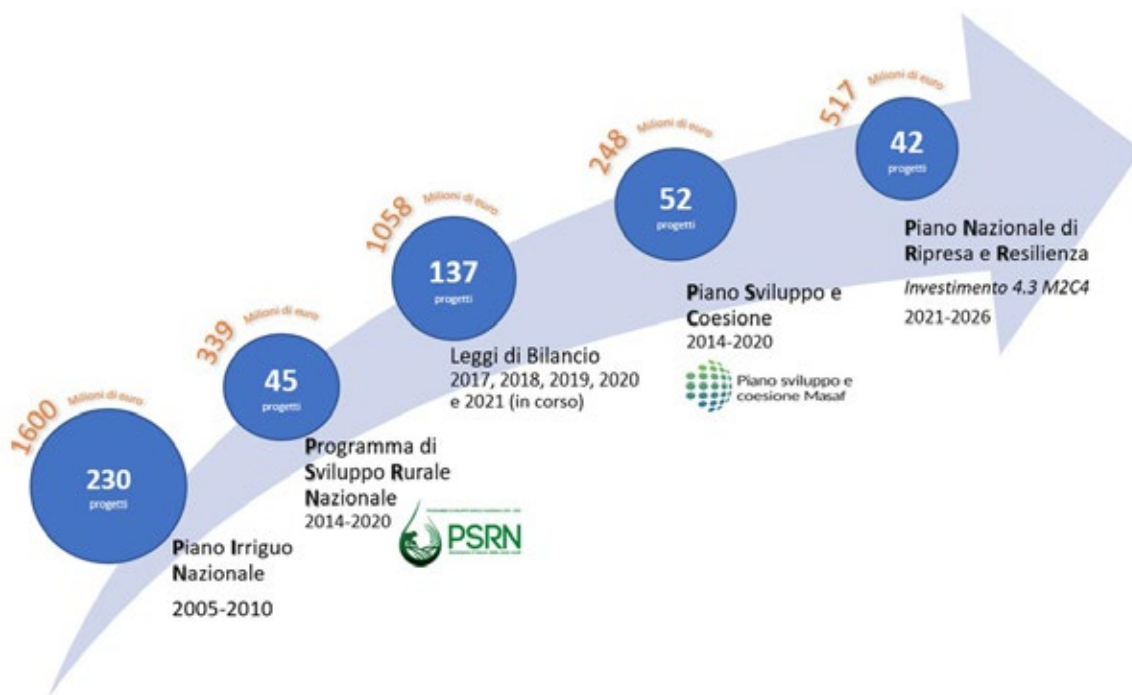 1600 Milioni di euro
230
progetti
Piano Irriguo
Nazionale
2005-2010
339 Milioni di euro
45
progetti
Programma di
Sviluppo Rurale
Nazionale
2014-2020
PSRN
1058 Milioni di euro
137
progetti
Leggi di Bilancio
2017, 2018, 2019, 2020
e 2021 (in corso)
248 Milioni di euro
52
progetti
Piano Sviluppo e
Coesione
2014-2020
Piano sviluppo e
coesione Masaf
517 Milioni di euro
42
progetti
Piano Nazionale di
Ripresa e Resilienza
Investimento 4.3 M2C4
2021-2026